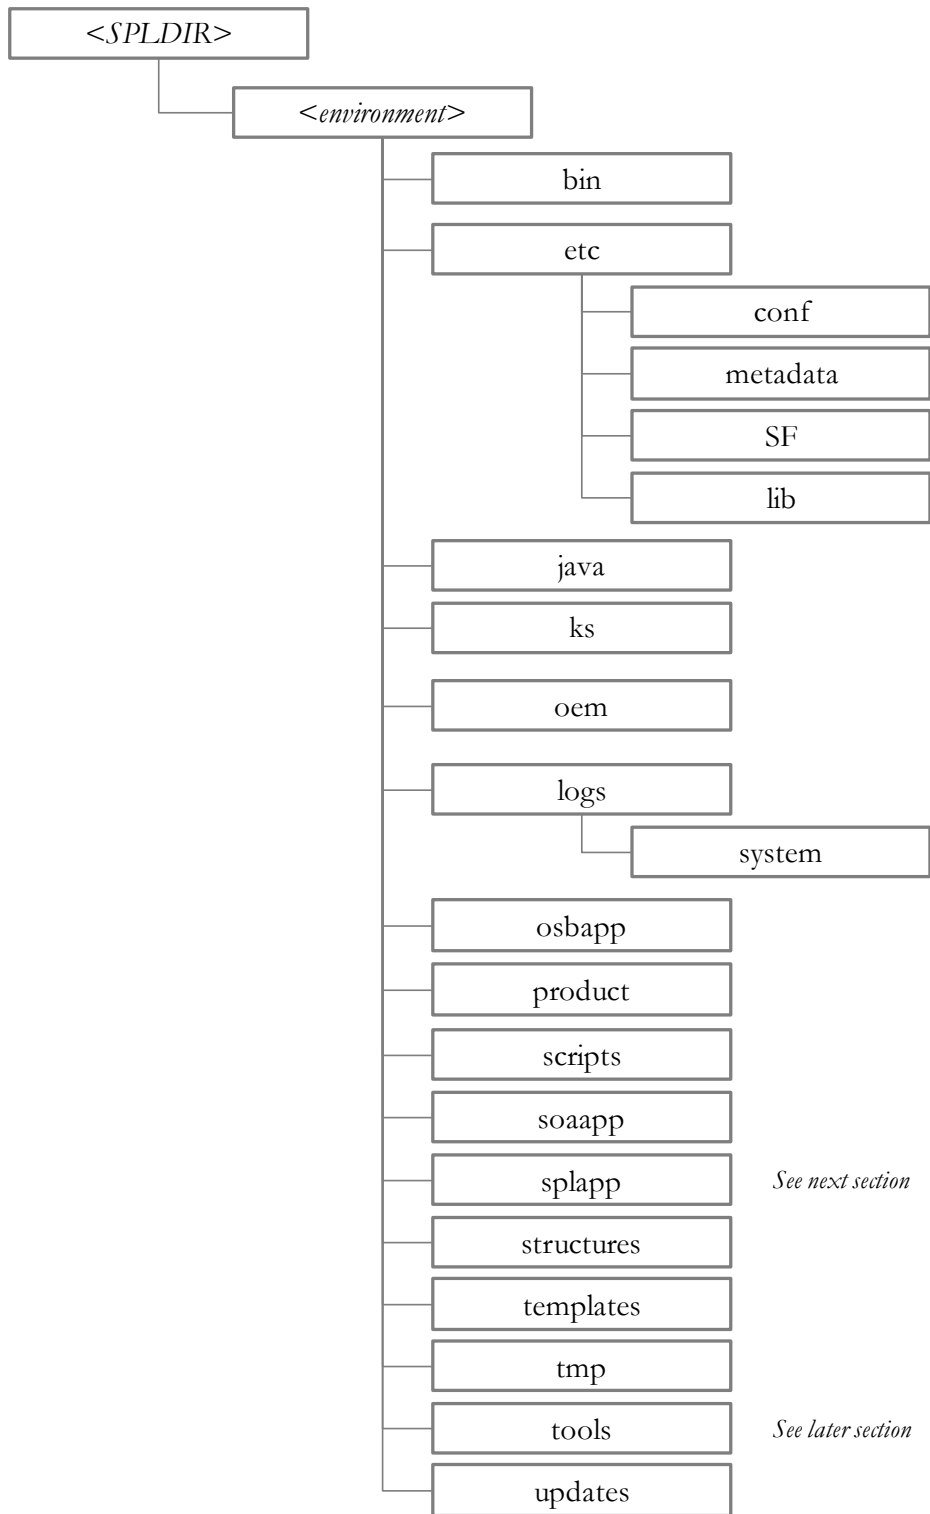 <SPLDIR>
<environment>
bin
etc
conf
metadata
SF
lib
java
ks
oem
logs
system
osbapp
product
scripts
soaapp
splapp See next section
structures
templates
tmp
tools See later section
updates